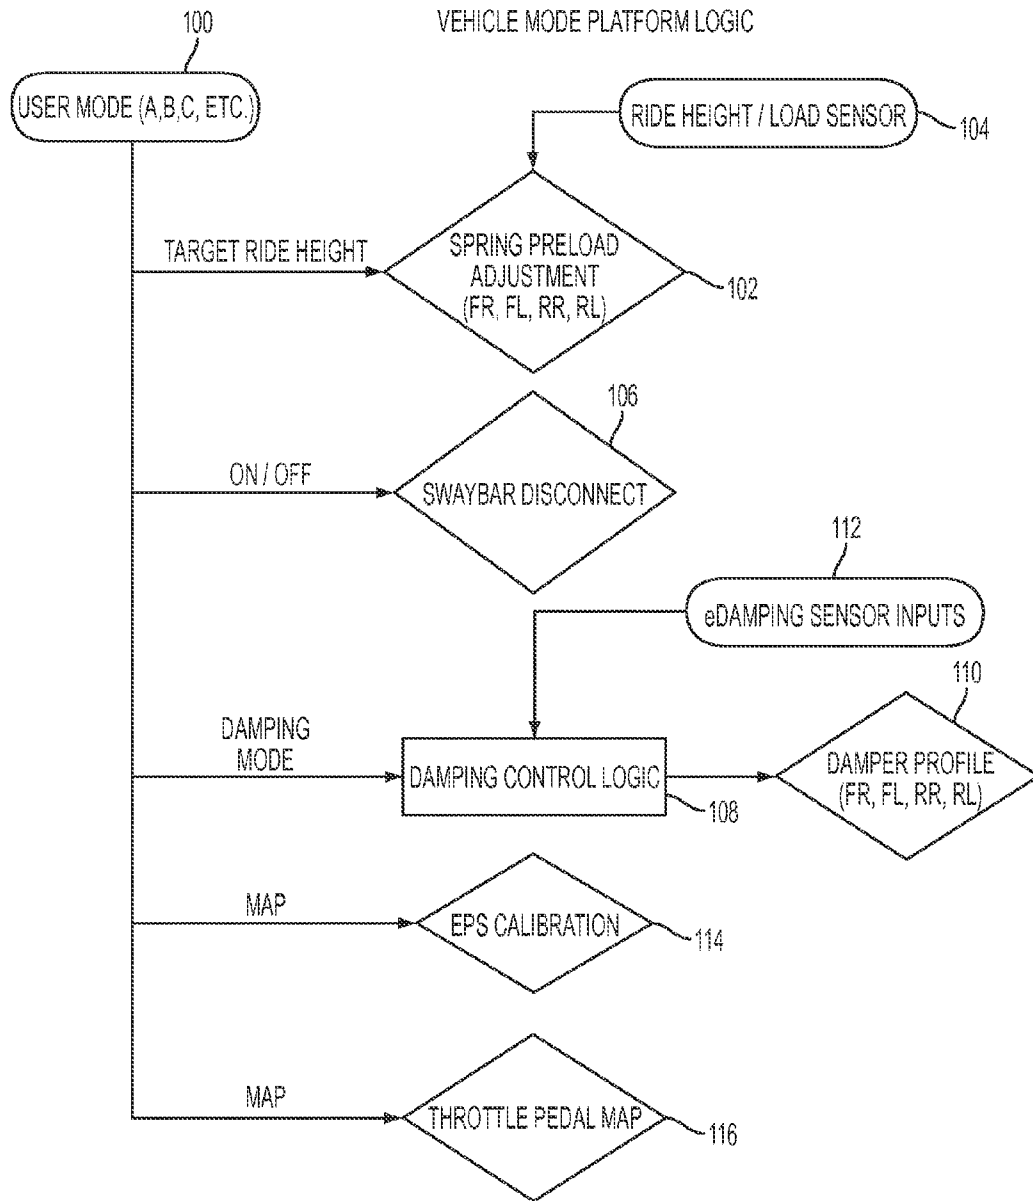 VEHICLE MODE PLATFORM LOGIC
100
USER MODE (A,B,C, ETC.)
RIDE HEIGHT / LOAD SENSOR
104
TARGET RIDE HEIGHT
SPRING PRELOAD
ADJUSTMENT
(FR, FL, RR, RL)
102
106
ON / OFF
SWAYBAR DISCONNECT
112
eDAMPING SENSOR INPUTS
110
DAMPING
MODE
DAMPING CONTROL LOGIC
108
DAMPER PROFILE
(FR, FL, RR, RL)
MAP
EPS CALIBRATION
114
MAP
THROTTLE PEDAL MAP
116